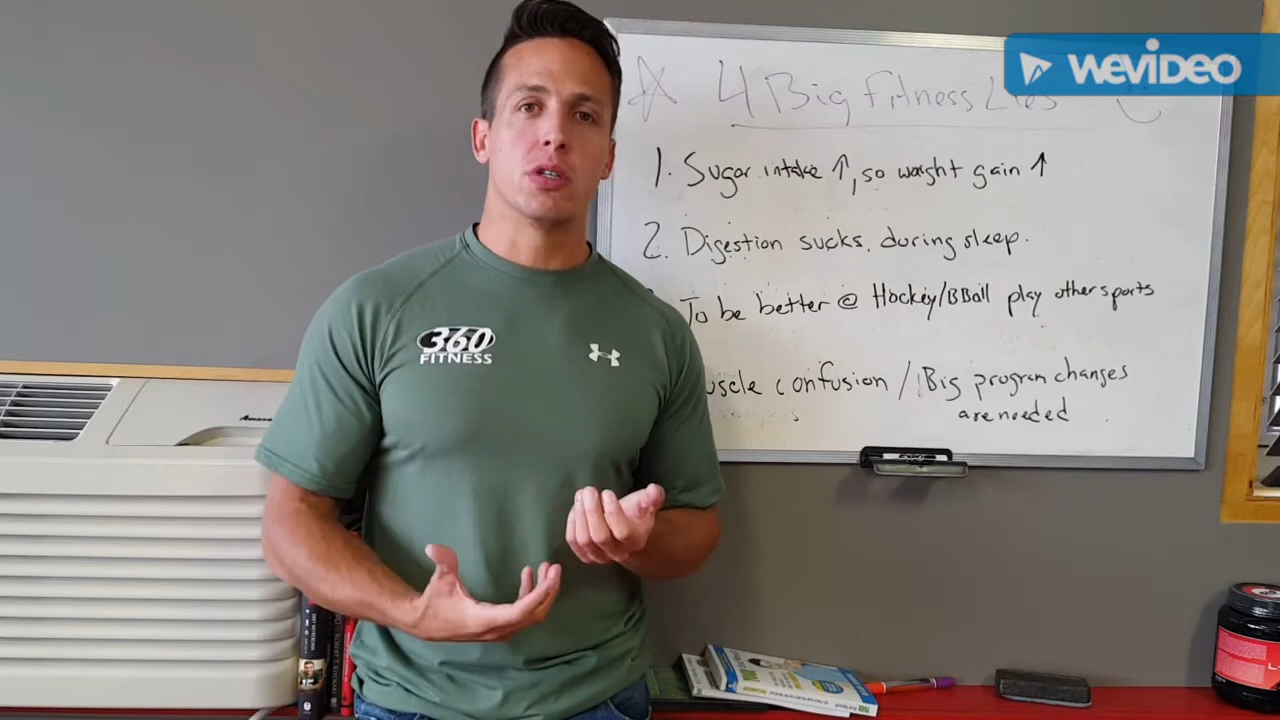 WEVIDEO
4 Big Fitness Lies
1. Sugar intake ↑, so weight gain ↑
2. Digestion sucks during sleep.
To be better @ Hockey/BBall play other sports
uscle confusion / Big program changes
are needed
360
FITNESS